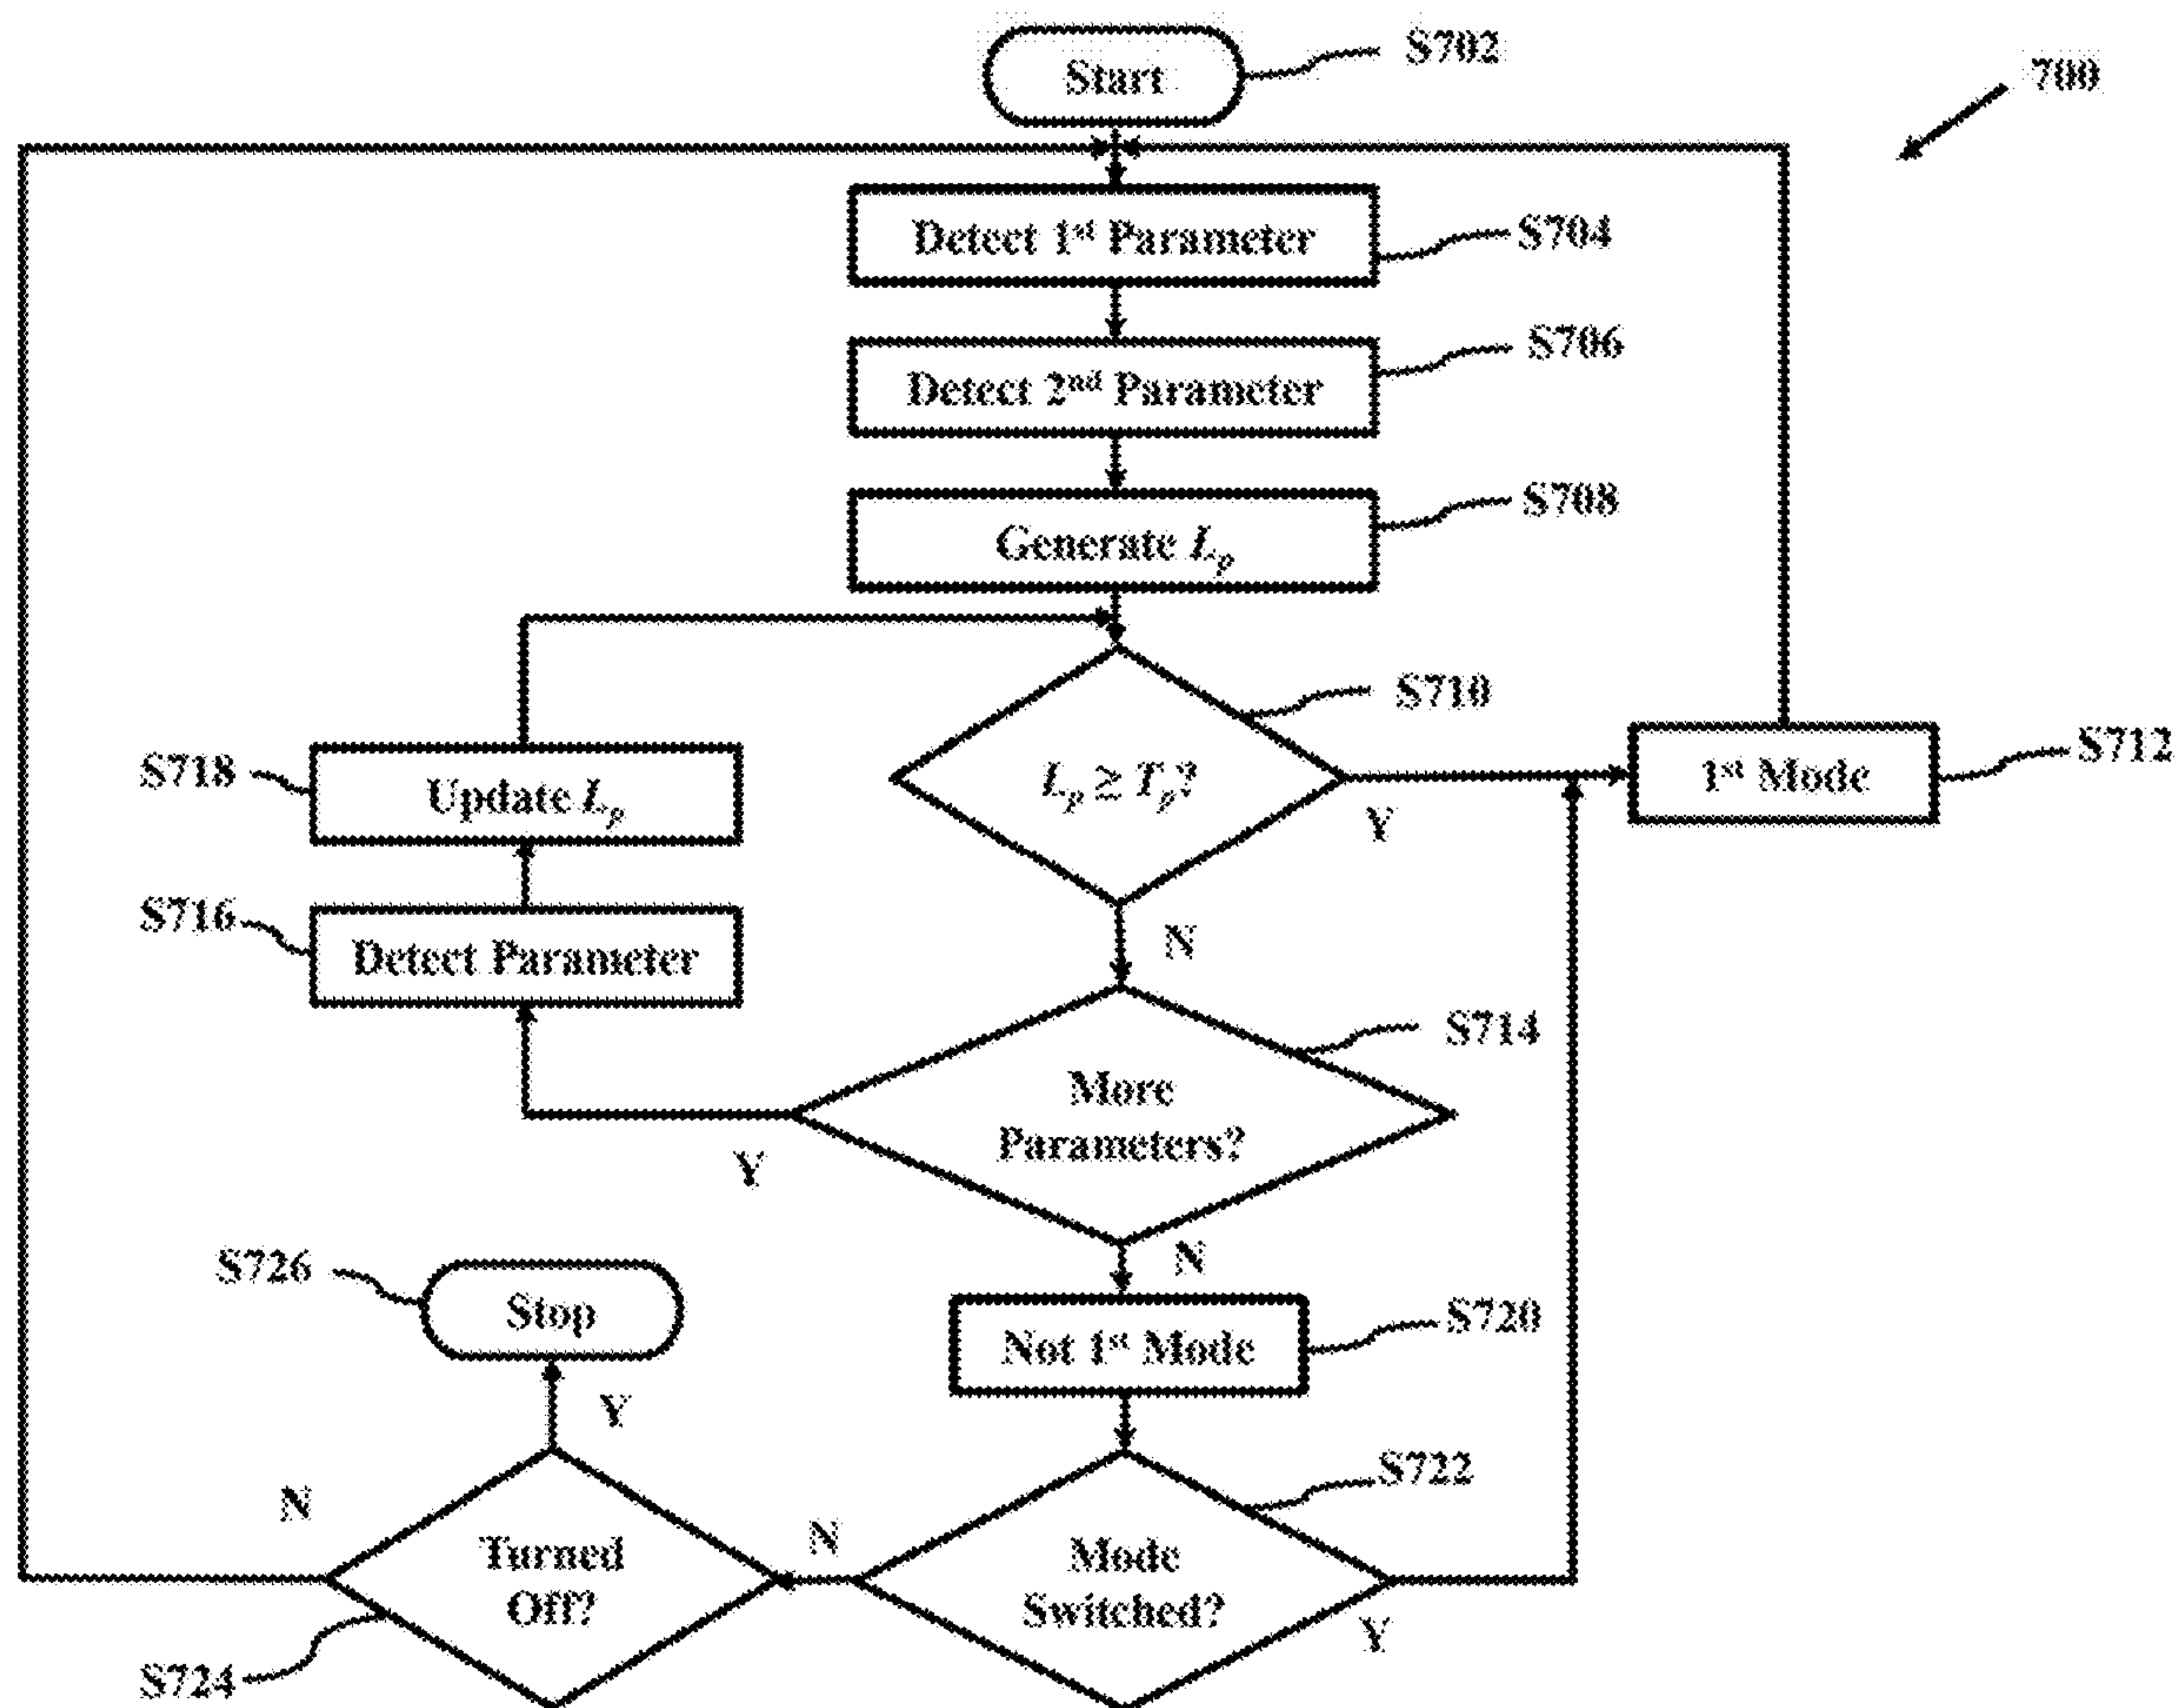 Start
S702
700
Detect 1st Parameter
S704
Detect 2nd Parameter
S706
Generate Lp
S708
Lp ≥ Tp?
S710
Y
N
1st Mode
S712
S718
Update Lp
S716
Detect Parameter
More
Parameters?
S714
Y
N
S726
Stop
Not 1st Mode
S720
Y
N
Turned
Off?
S724
N
Mode
Switched?
S722
Y